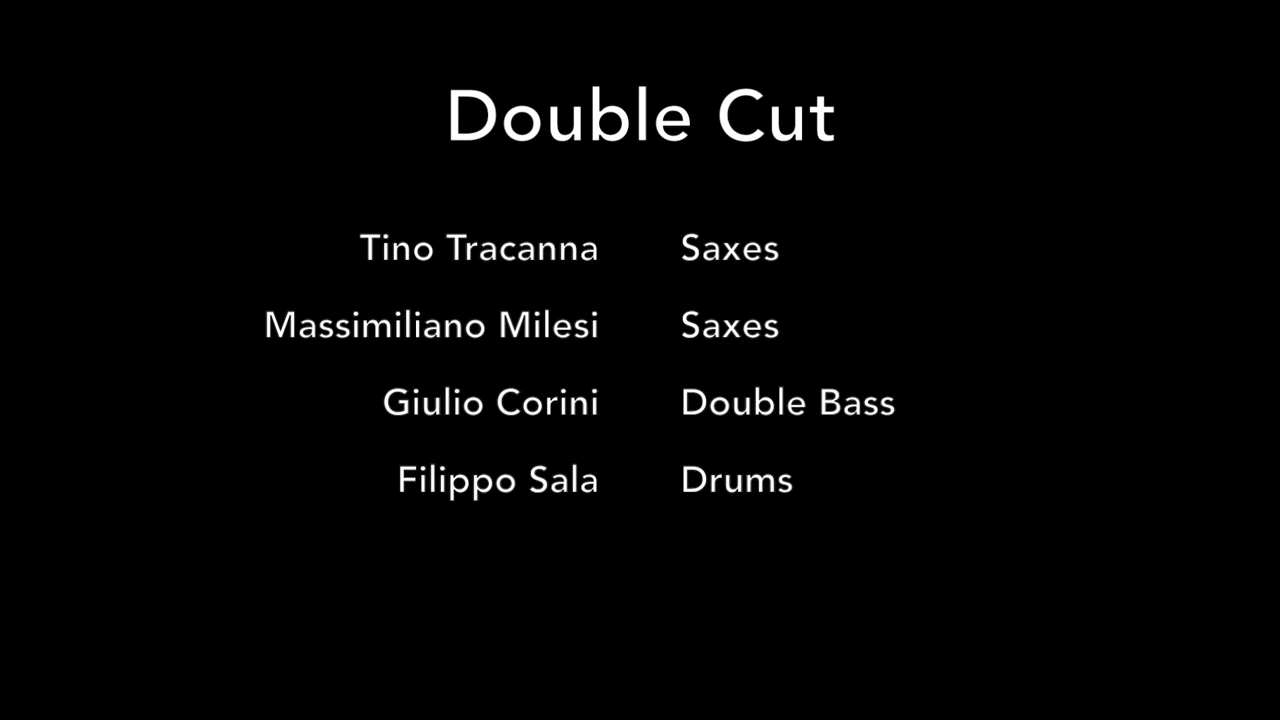 Double Cut
Tino Tracanna Saxes
Massimiliano Milesi Saxes
Giulio Corini Double Bass
Filippo Sala Drums